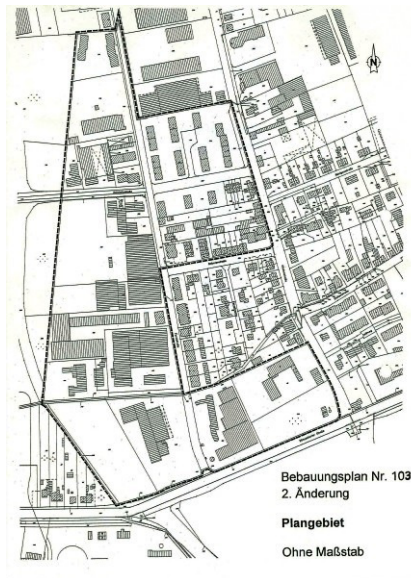 N
Bebauungsplan Nr. 103
2. Änderung
Plangebiet
Ohne Maßstab